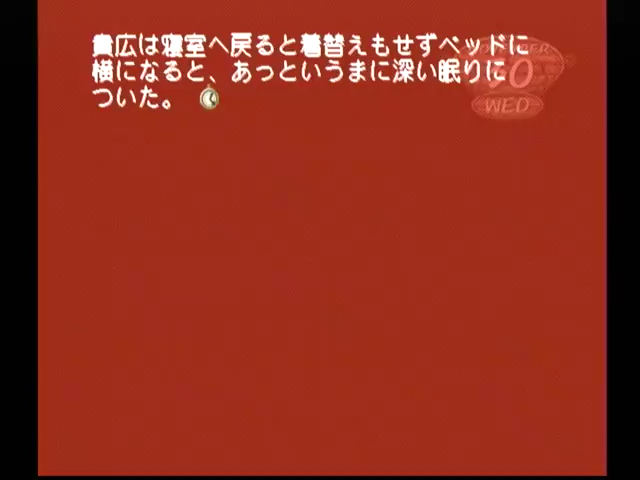 貴広は寝室へ戻ると着替えもせずベッドに
横になると、あっというまに深い眠りに
ついた。
WED